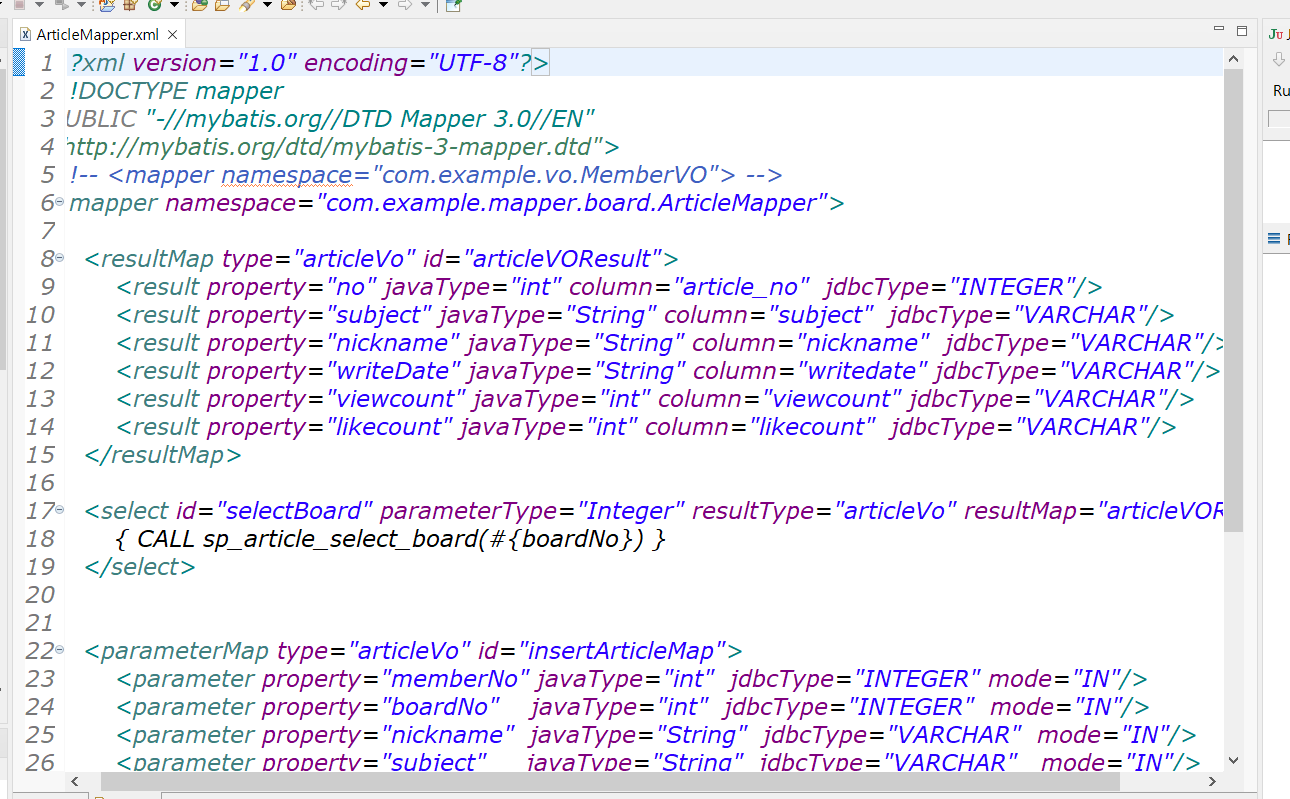 ArticleMapper.xml
Ju J
Ru
1 ?xml version="1.0" encoding="UTF-8"?>
2 !DOCTYPE mapper
3 UBLIC "-//mybatis.org//DTD Mapper 3.0//EN"
4 http://mybatis.org/dtd/mybatis-3-mapper.dtd">
5 !-- <mapper namespace="com.example.vo.MemberVO"> -->
6 mapper namespace="com.example.mapper.board.ArticleMapper">
7
8 <resultMap type="articleVo" id="articleVOResult">
9 <result property="no" javaType="int" column="article_no" jdbcType="INTEGER"/>
10 <result property="subject" javaType="String" column="subject" jdbcType="VARCHAR"/>
11 <result property="nickname" javaType="String" column="nickname" jdbcType="VARCHAR"/>
12 <result property="writeDate" javaType="String" column="writedate" jdbcType="VARCHAR"/>
13 <result property="viewcount" javaType="int" column="viewcount" jdbcType="VARCHAR"/>
14 <result property="likecount" javaType="int" column="likecount" jdbcType="VARCHAR"/>
15 </resultMap>
16
17 <select id="selectBoard" parameterType="Integer" resultType="articleVo" resultMap="articleVOR
18 { CALL sp_article_select_board(#{boardNo}) }
19 </select>
20
21
22 <parameterMap type="articleVo" id="insertArticleMap">
23 <parameter property="memberNo" javaType="int" jdbcType="INTEGER" mode="IN"/>
24 <parameter property="boardNo" javaType="int" jdbcType="INTEGER" mode="IN"/>
25 <parameter property="nickname" javaType="String" jdbcType="VARCHAR" mode="IN"/>
26 <parameter property="subject" javaType="String" jdbcType="VARCHAR" mode="IN"/>